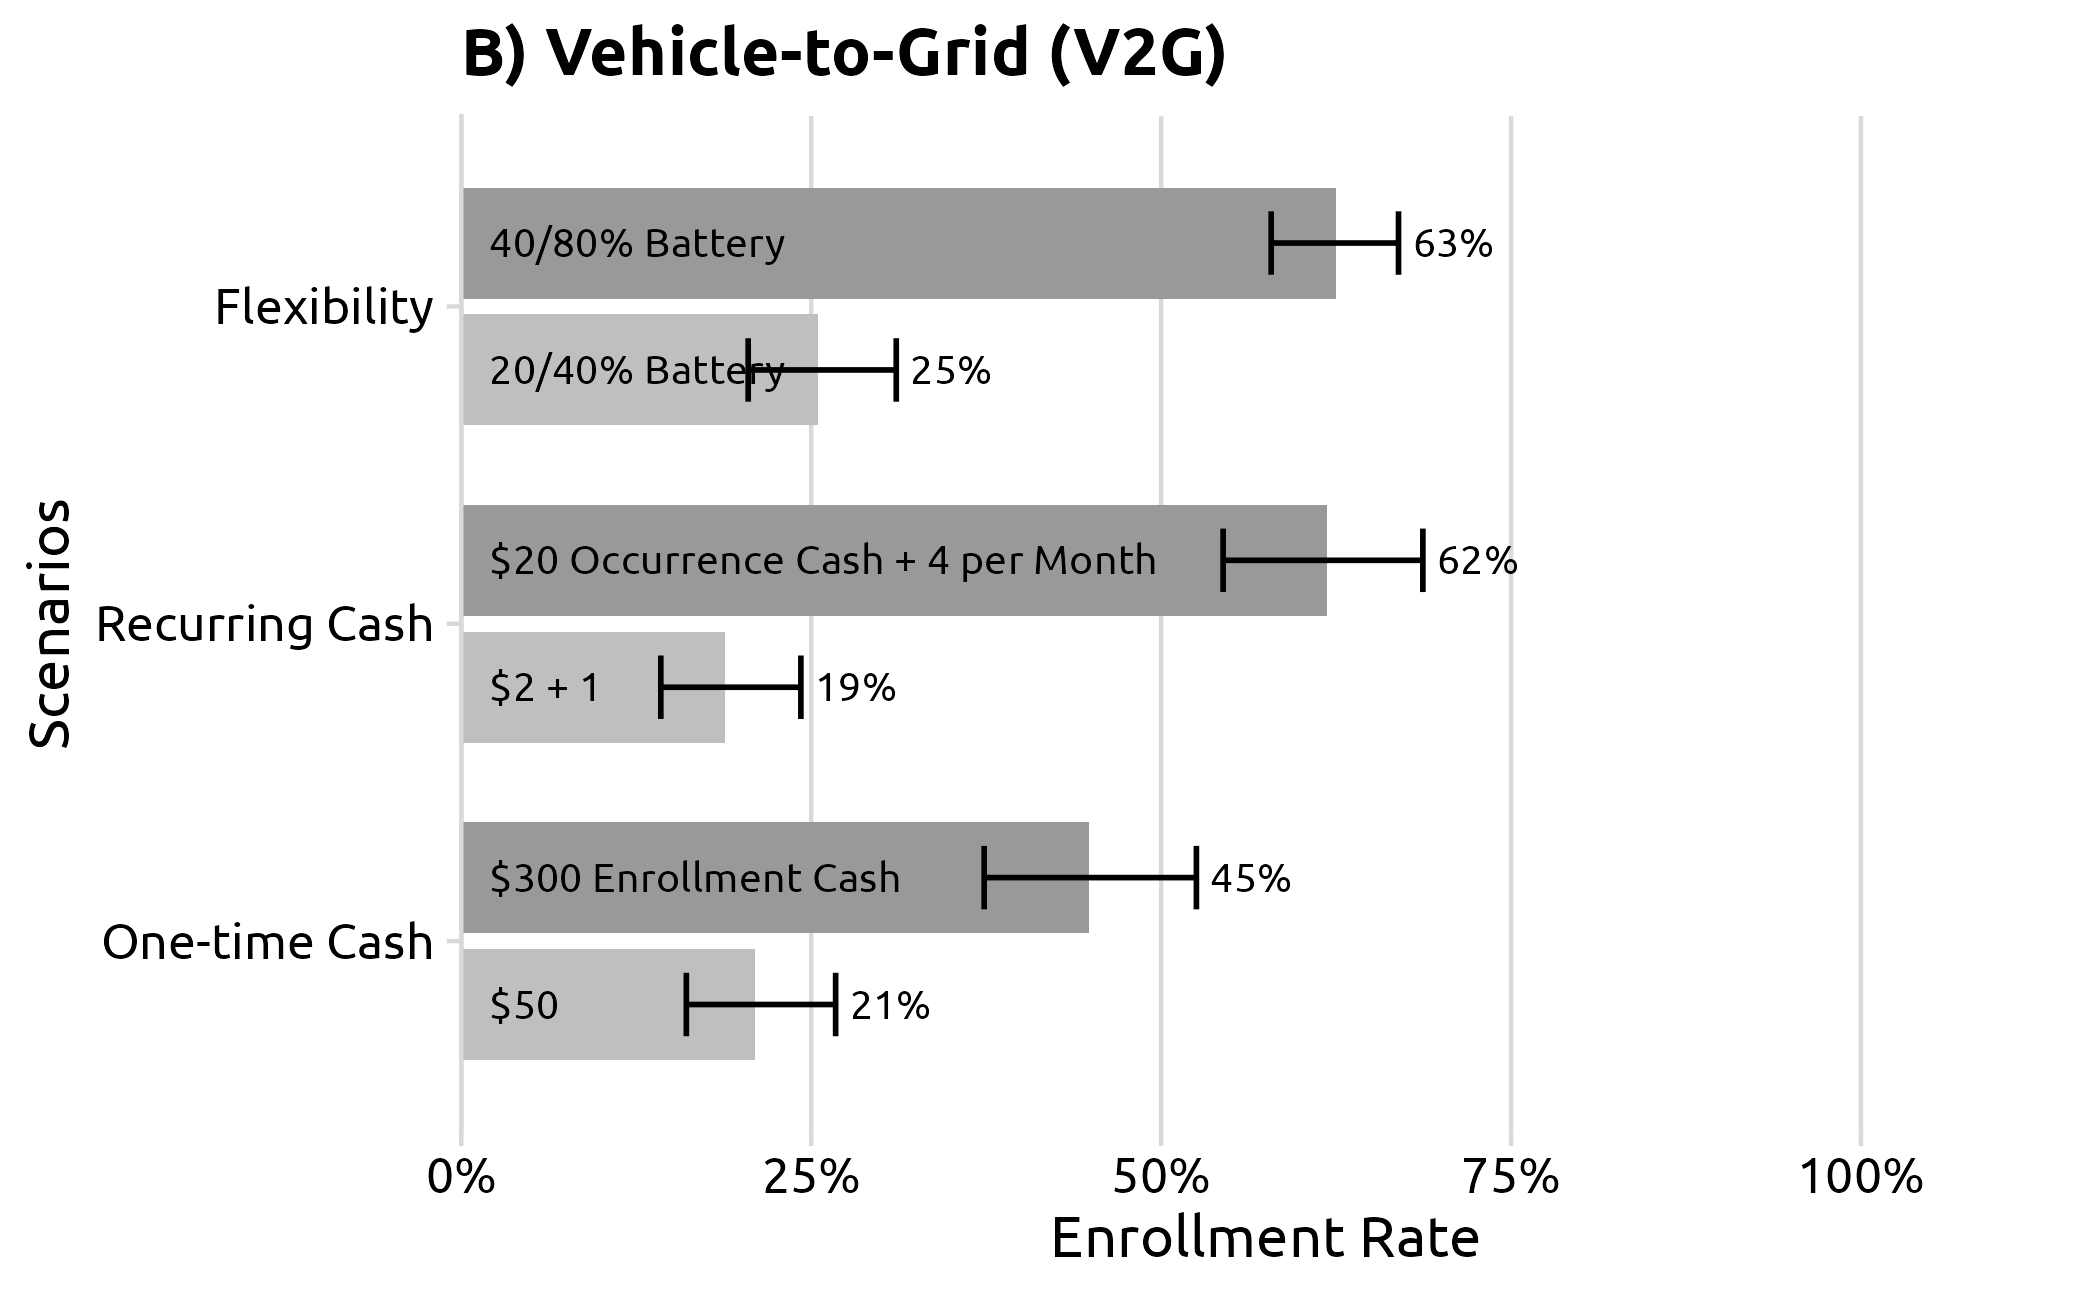 B) Vehicle-to-Grid (V2G)
Scenarios
Flexibility
40/80% Battery
63%
20/40% Battery
25%
Recurring Cash
$20 Occurrence Cash + 4 per Month
62%
$2 + 1
19%
One-time Cash
$300 Enrollment Cash
45%
$50
21%
0% 25% 50% 75% 100%
Enrollment Rate